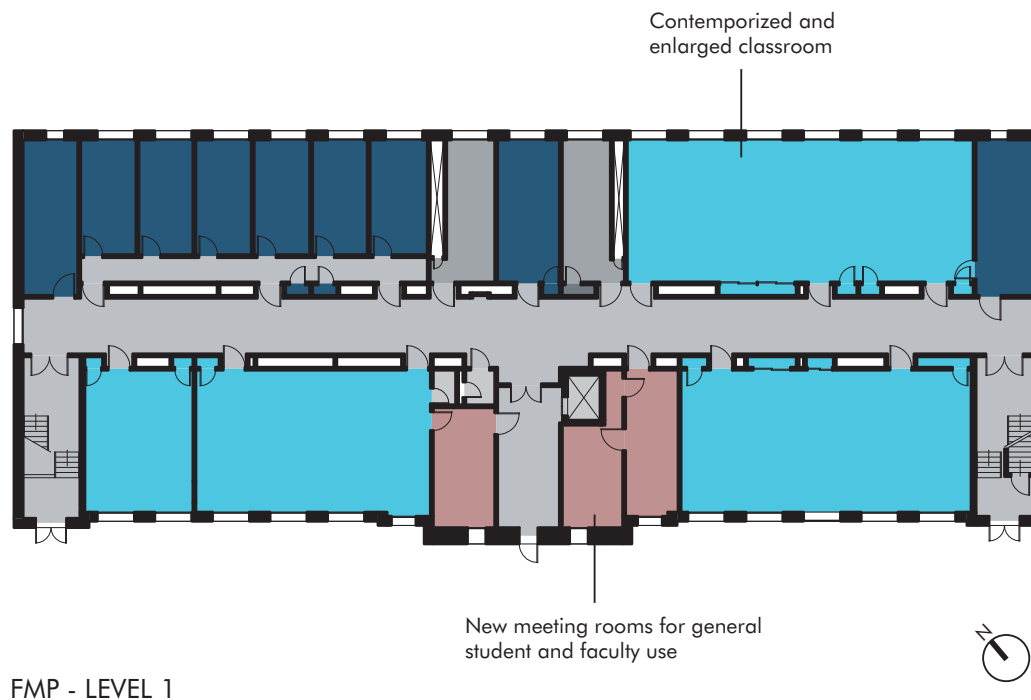 Contemporized and
enlarged classroom
New meeting rooms for general
student and faculty use
N
FMP - LEVEL 1